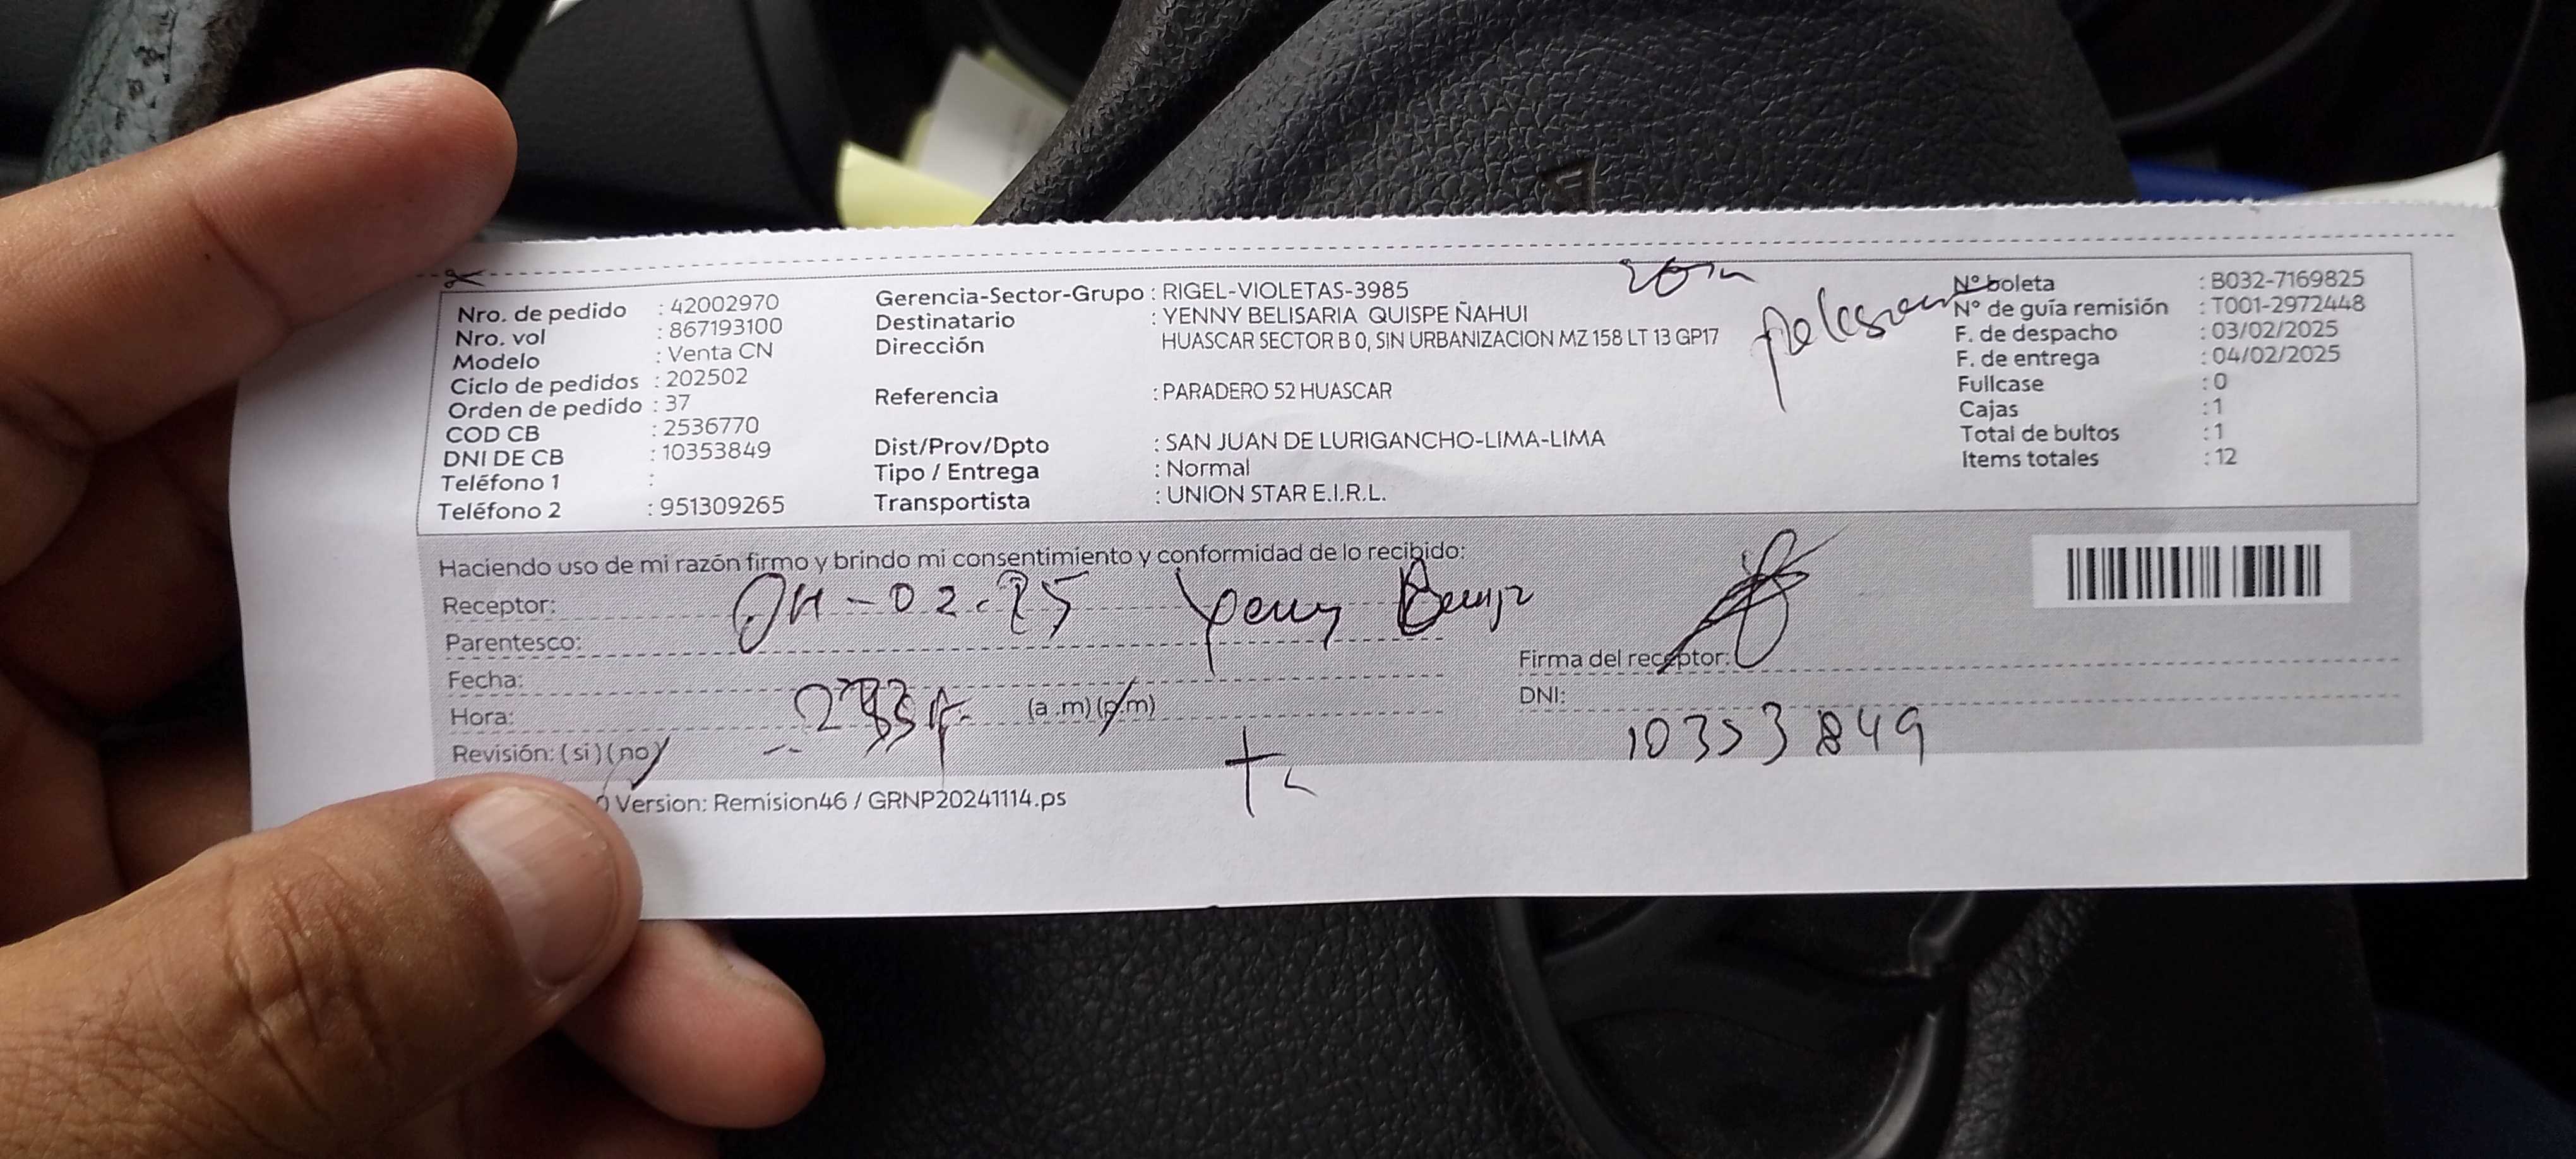 Nro. de pedido : 42002970
Nro. vol : 867193100
Modelo : Venta CN
Ciclo de pedidos : 202502
Orden de pedido : 37
COD CB : 2536770
DNI DE CB : 10353849
Teléfono 1 :
Teléfono 2 : 951309265
Gerencia-Sector-Grupo : RIGEL-VIOLETAS-3985
Destinatario : YENNY BELISARIA QUISPE ÑAHUI
Dirección HUASCAR SECTOR B 0, SIN URBANIZACION MZ 158 LT 13 GP17
Referencia : PARADERO 52 HUASCAR
Dist/Prov/Dpto : SAN JUAN DE LURIGANCHO-LIMA-LIMA
Tipo / Entrega : Normal
Transportista : UNION STAR E.I.R.L.
Nº boleta : B032-7169825
Nº de guía remisión : T001-2972448
F. de despacho : 03/02/2025
F. de entrega : 04/02/2025
Fullcase : 0
Cajas : 1
Total de bultos : 1
Items totales : 12
Haciendo uso de mi razón firmo y brindo mi consentimiento y conformidad de lo recibido:
Receptor: 04-02-25 Yenny
Parentesco:
Fecha:
Hora: (a .m) (p.m)
Revisión: (si) (no)
Firma del receptor:
DNI:
10353849
Version: Remision46 / GRNP20241114.ps